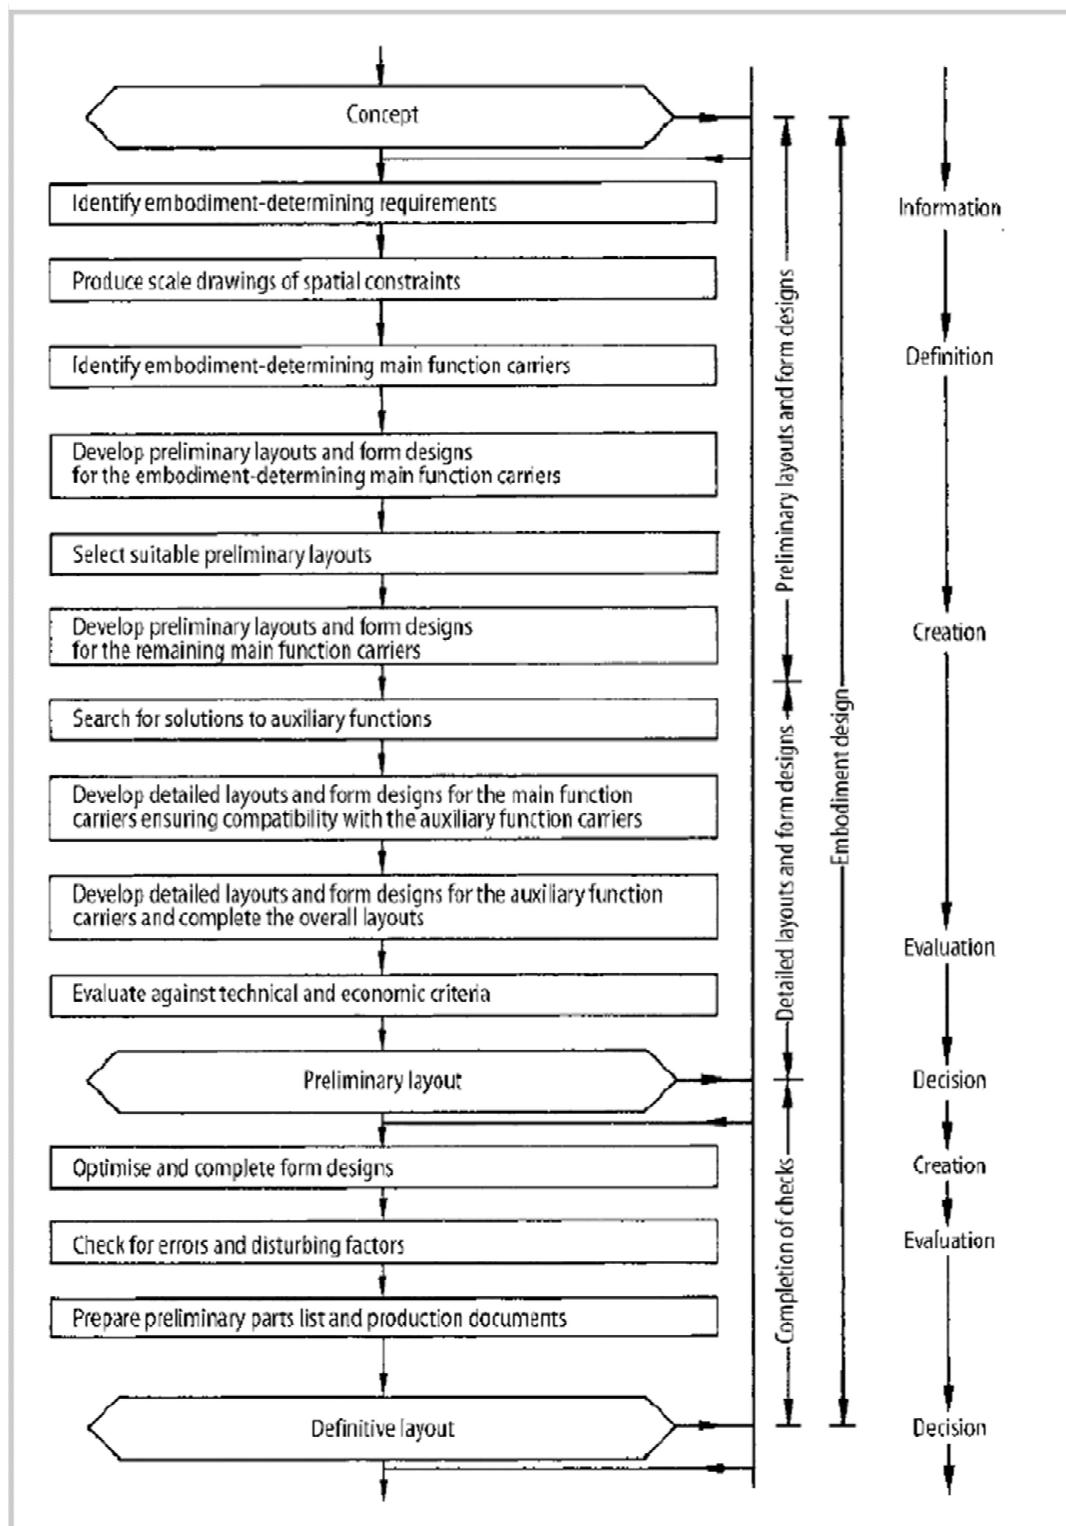 Concept
Identify embodiment-determining requirements
Produce scale drawings of spatial constraints
Identify embodiment-determining main function carriers
Develop preliminary layouts and form designs
for the embodiment-determining main function carriers
Select suitable preliminary layouts
Develop preliminary layouts and form designs
for the remaining main function carriers
Search for solutions to auxiliary functions
Develop detailed layouts and form designs for the main function
carriers ensuring compatibility with the auxiliary function carriers
Develop detailed layouts and form designs for the auxiliary function
carriers and complete the overall layouts
Evaluate against technical and economic criteria
Preliminary layout
Optimise and complete form designs
Check for errors and disturbing factors
Prepare preliminary parts list and production documents
Definitive layout
Preliminary layouts and form designs
Detailed layouts and form designs
Completion of checks
Embodiment design
Information
Definition
Creation
Evaluation
Decision
Creation
Evaluation
Decision